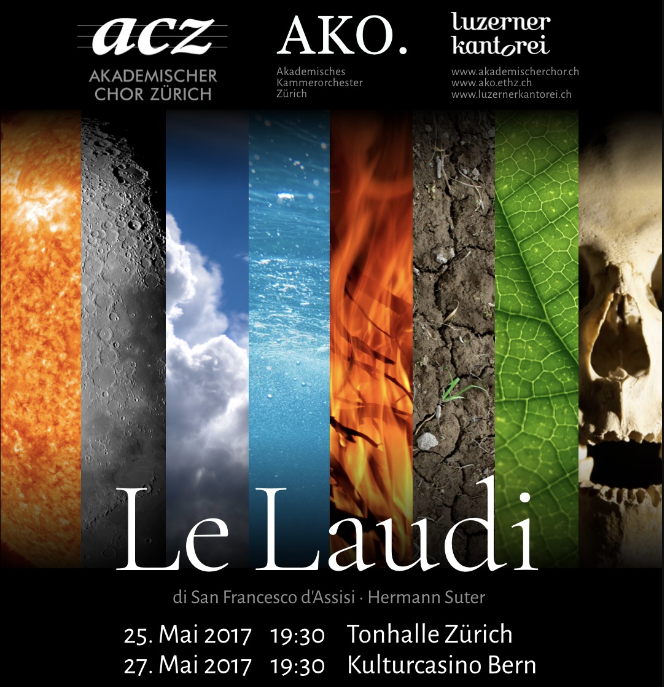 acz
AKADEMISCHER
CHOR ZÜRICH
AKO.
Akademisches
Kammerorchester
Zürich
luzerner
kantorei
www.akademischerchor.ch
www.ako.ethz.ch
www.luzernerkantorei.ch
Le Laudi
di San Francesco d'Assisi · Hermann Suter
25. Mai 2017 19:30 Tonhalle Zürich
27. Mai 2017 19:30 Kulturcasino Bern